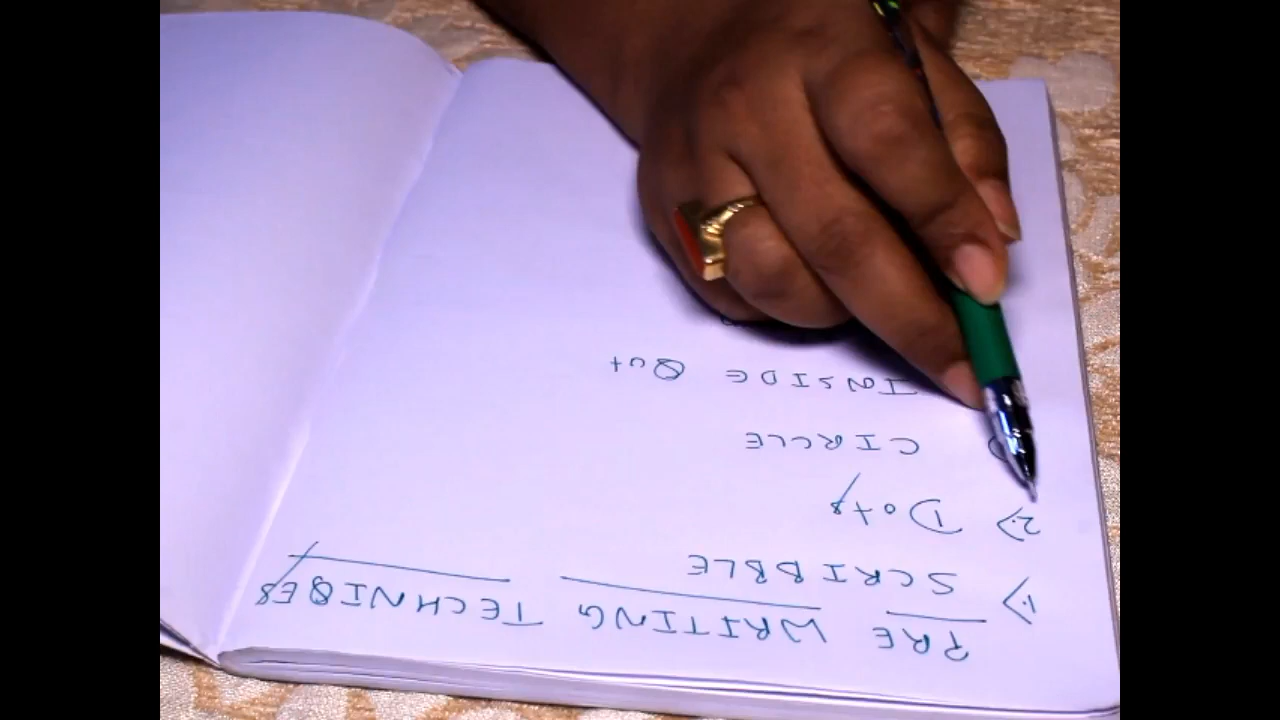 PRE WRITING TECHNIQES
1.> SCRIBBLE
2.> Dots
CIRCLE
INSIDE Out